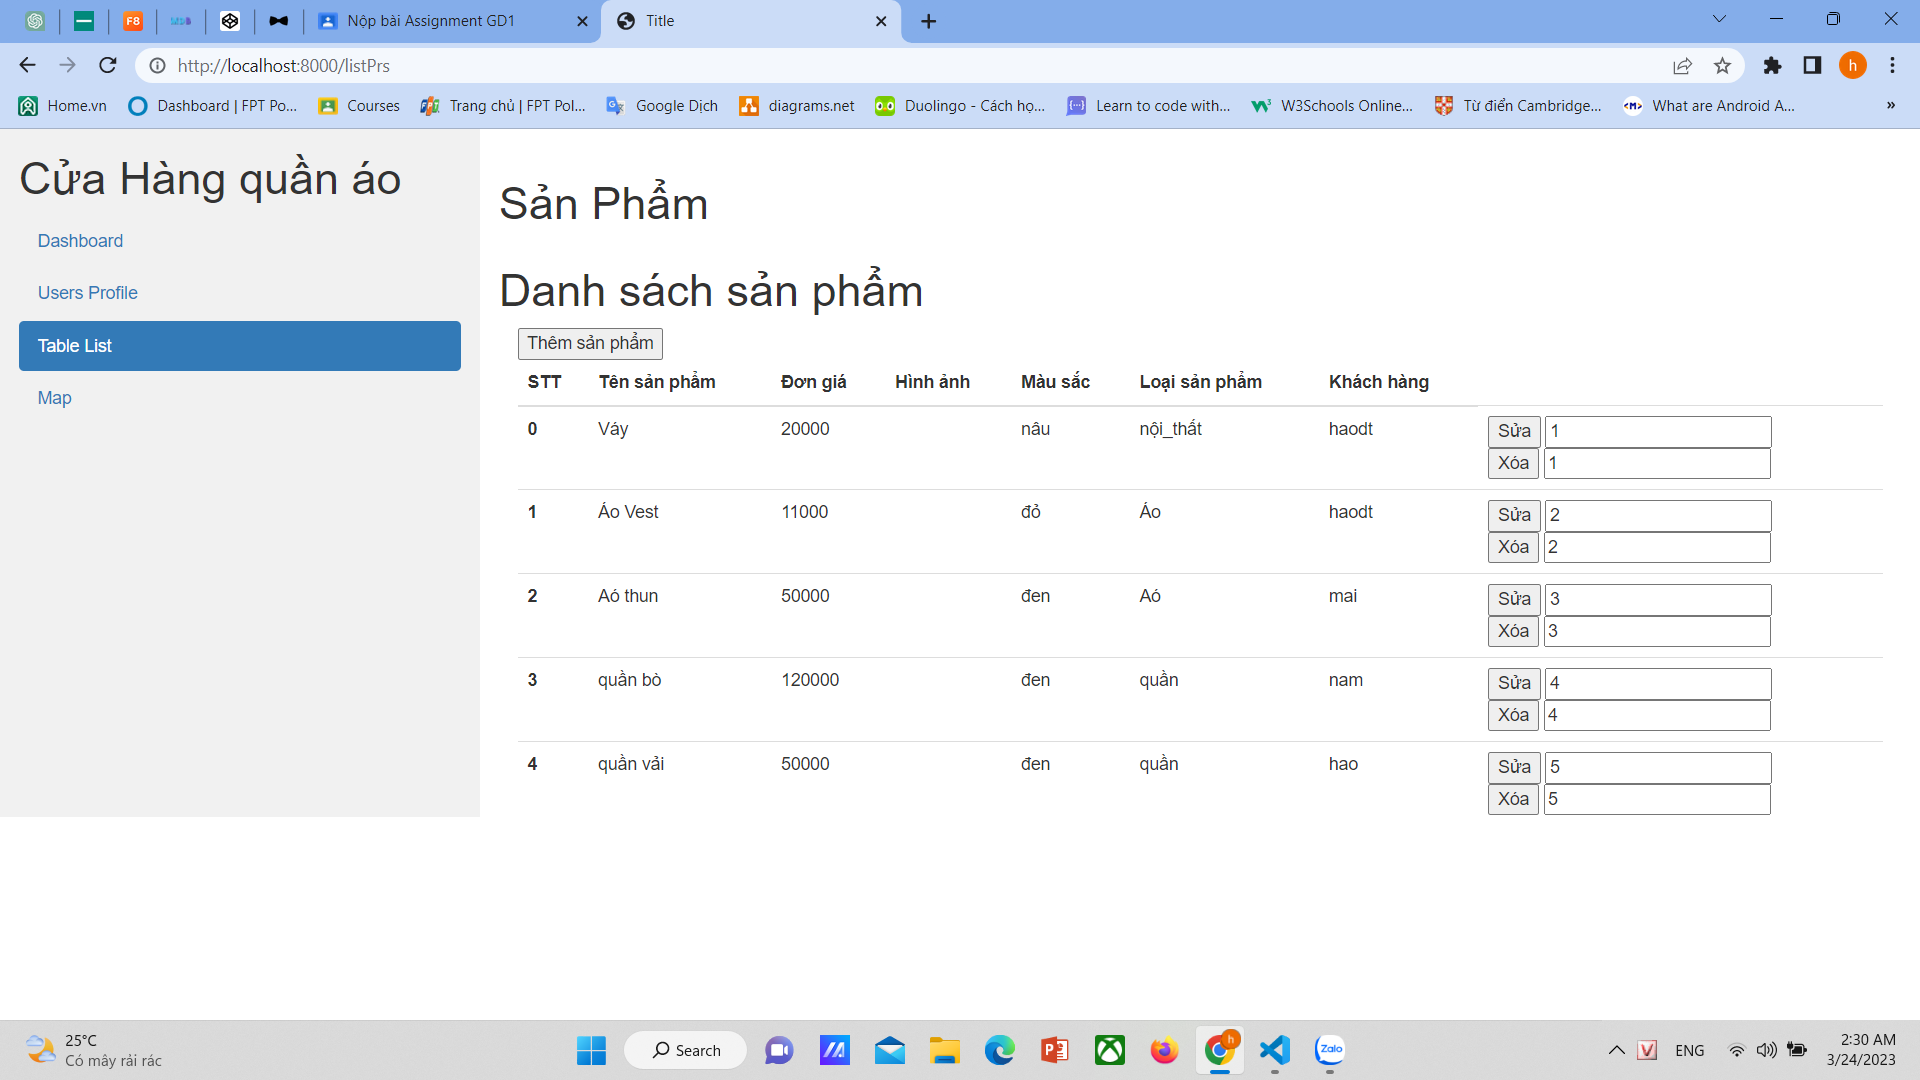 F8
Nộp bài Assignment GD1
Title
http://localhost:8000/listPrs
h
Home.vn
Dashboard | FPT Po...
Courses
Trang chủ | FPT Pol...
Google Dịch
diagrams.net
Duolingo - Cách họ...
Learn to code with...
W3Schools Online...
Từ điển Cambridge...
What are Android A...
»
Cửa Hàng quần áo
Dashboard
Users Profile
Table List
Map
Sản Phẩm
Danh sách sản phẩm
Thêm sản phẩm
STT Tên sản phẩm Đơn giá Hình ảnh Màu sắc Loại sản phẩm Khách hàng
0 Váy 20000 nâu nội_thất haodt Sửa 1
Xóa 1
1 Áo Vest 11000 đỏ Áo haodt Sửa 2
Xóa 2
2 Aó thun 50000 đen Aó mai Sửa 3
Xóa 3
3 quần bò 120000 đen quần nam Sửa 4
Xóa 4
4 quần vải 50000 đen quần hao Sửa 5
Xóa 5
25°C
Có mây rải rác
Search
h
Zalo
V
ENG
2:30 AM
3/24/2023